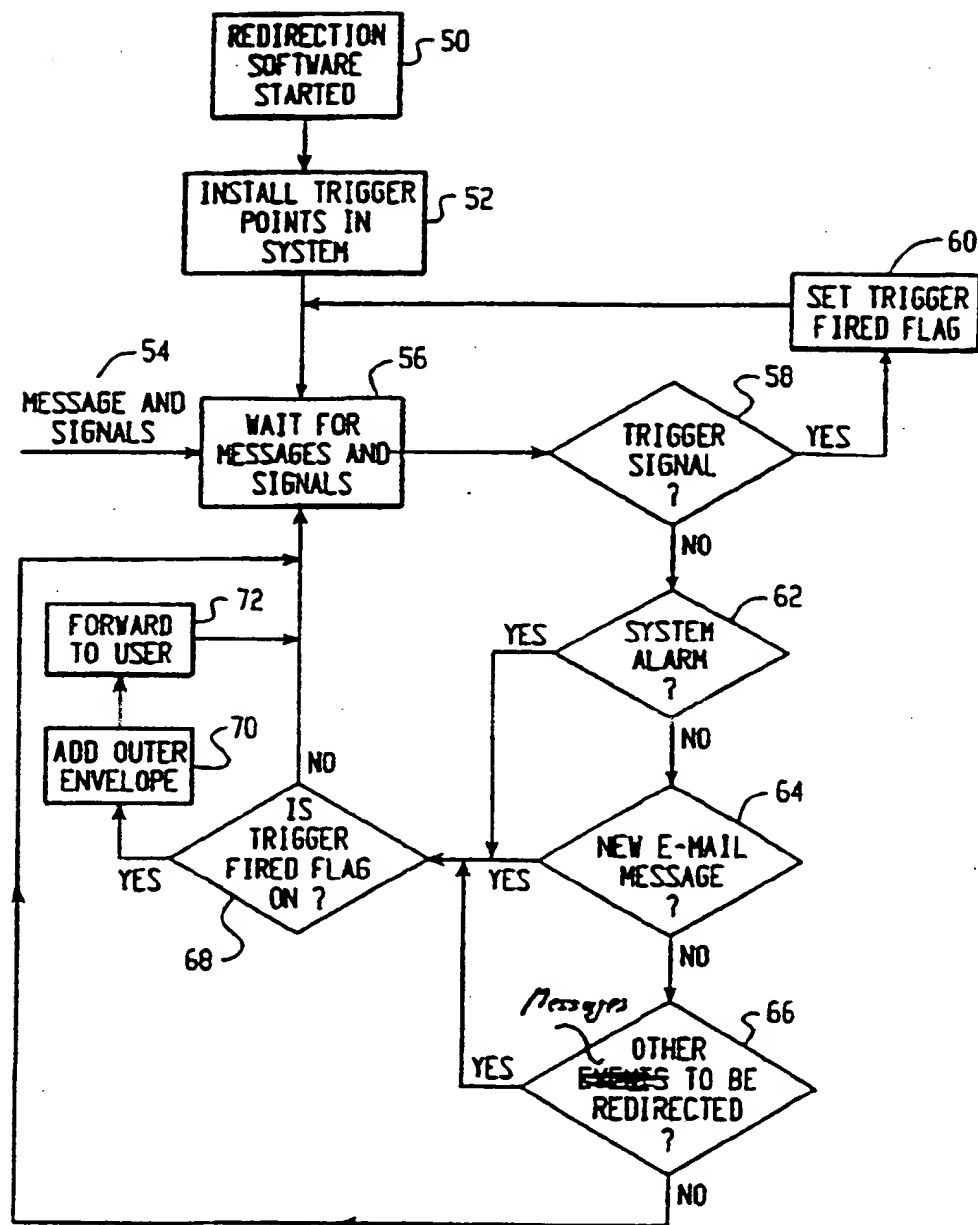 REDIRECTION
SOFTWARE
STARTED
50
INSTALL TRIGGER
POINTS IN
SYSTEM
52
60
SET TRIGGER
FIRED FLAG
54
MESSAGE AND
SIGNALS
56
WAIT FOR
MESSAGES AND
SIGNALS
58
TRIGGER
SIGNAL
?
YES
NO
62
SYSTEM
ALARM
?
YES
NO
72
FORWARD
TO USER
70
ADD OUTER
ENVELOPE
NO
IS
TRIGGER
FIRED FLAG
ON ?
YES
68
64
NEW E-MAIL
MESSAGE
?
YES
NO
Messages
66
OTHER
EVENTS TO BE
REDIRECTED
?
YES
NO